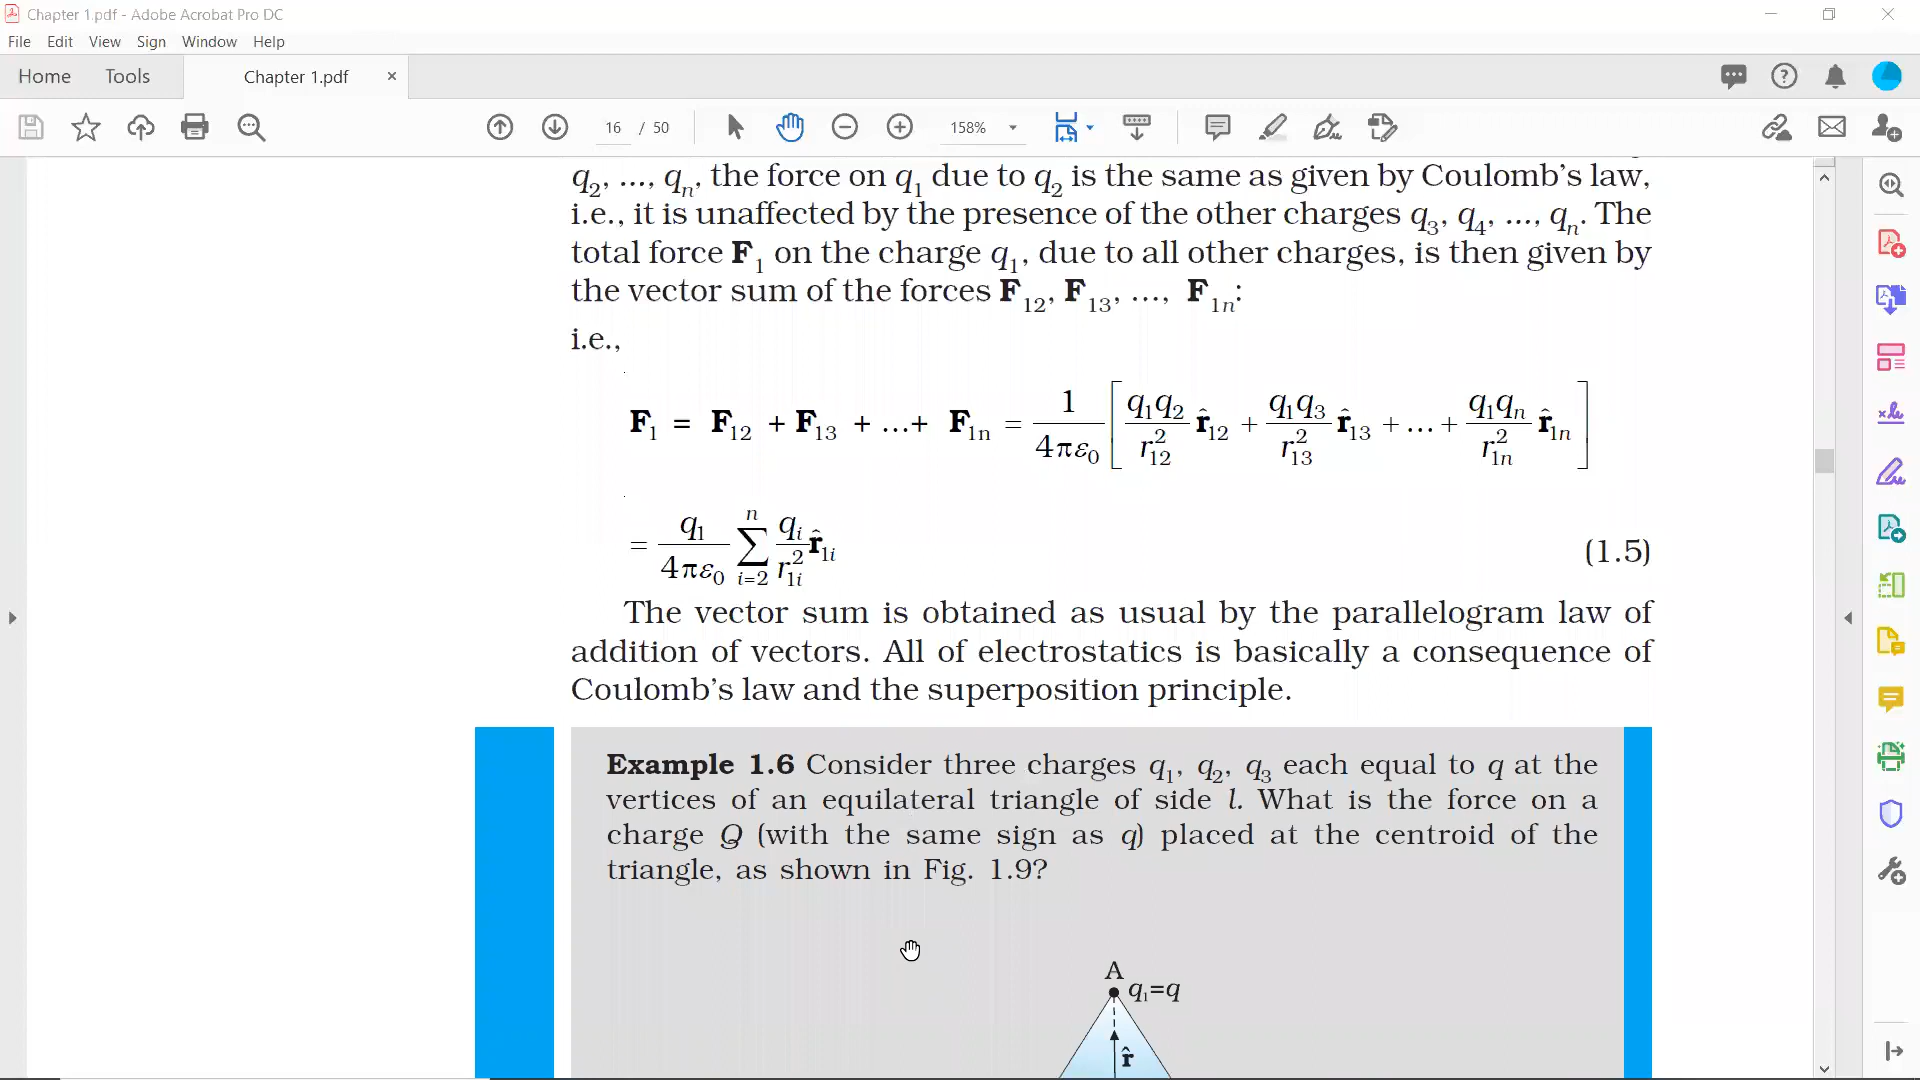 Chapter 1.pdf - Adobe Acrobat Pro DC
File Edit View Sign Window Help
Home Tools Chapter 1.pdf ×
16 / 50 158%
q₂, ..., qₙ, the force on q₁ due to q₂ is the same as given by Coulomb’s law,
i.e., it is unaffected by the presence of the other charges q₃, q₄, ..., qₙ. The
total force F₁ on the charge q₁, due to all other charges, is then given by
the vector sum of the forces F₁₂, F₁₃, ..., F₁ₙ:
i.e.,
F₁ = F₁₂ + F₁₃ + ...+ F₁ₙ = 1/(4πε₀) [ (q₁q₂/r₁₂²) r̂₁₂ + (q₁q₃/r₁₃²) r̂₁₃ + ... + (q₁qₙ/r₁ₙ²) r̂₁ₙ ]
= q₁/(4πε₀) ∑ᵢ₌₂ⁿ (qᵢ/r₁ᵢ²) r̂₁ᵢ (1.5)
The vector sum is obtained as usual by the parallelogram law of
addition of vectors. All of electrostatics is basically a consequence of
Coulomb’s law and the superposition principle.
Example 1.6 Consider three charges q₁, q₂, q₃ each equal to q at the
vertices of an equilateral triangle of side l. What is the force on a
charge Q (with the same sign as q) placed at the centroid of the
triangle, as shown in Fig. 1.9?
A
q₁=q
r̂